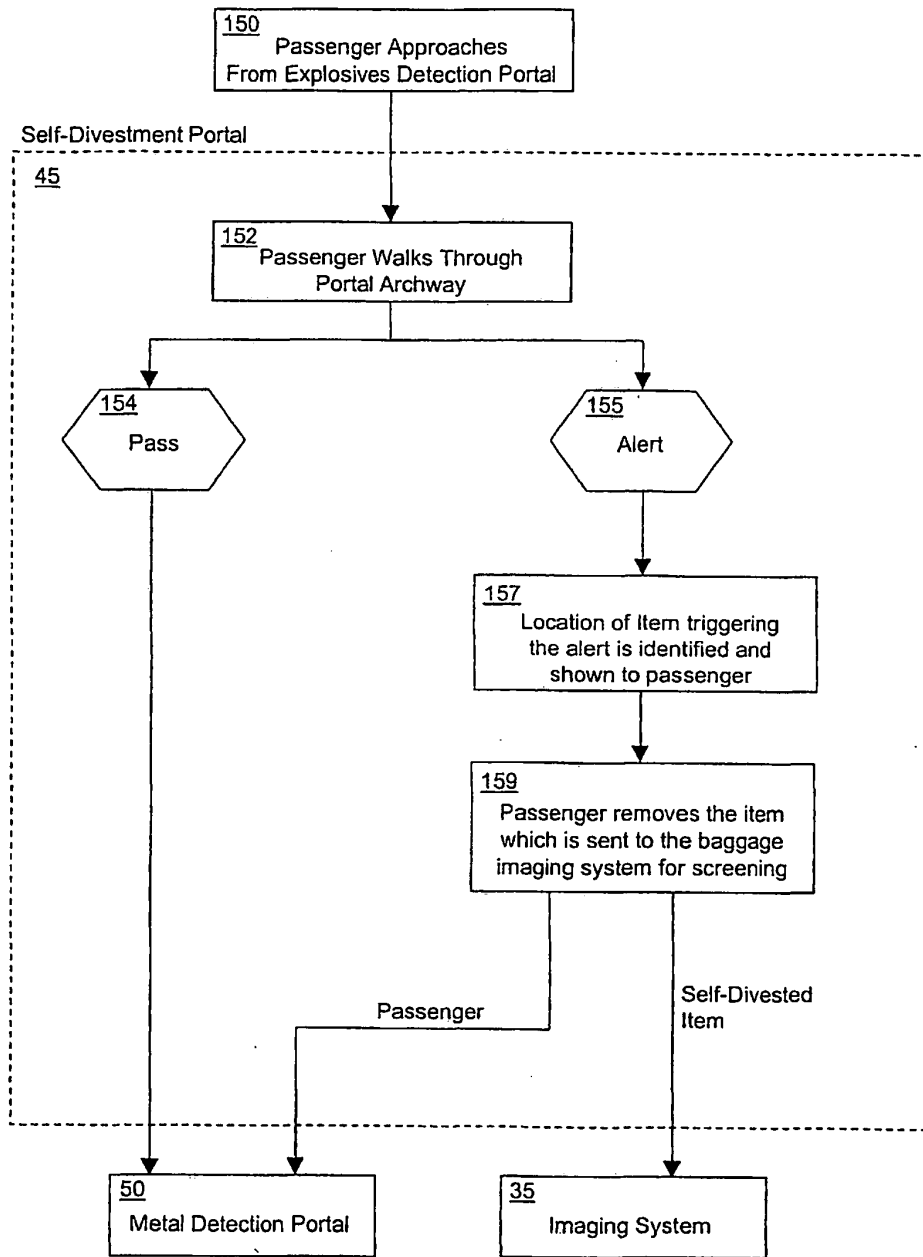 150
Passenger Approaches
From Explosives Detection Portal
Self-Divestment Portal
45
152
Passenger Walks Through
Portal Archway
154
Pass
155
Alert
157
Location of Item triggering
the alert is identified and
shown to passenger
159
Passenger removes the item
which is sent to the baggage
imaging system for screening
Passenger
Self-Divested
Item
50
Metal Detection Portal
35
Imaging System